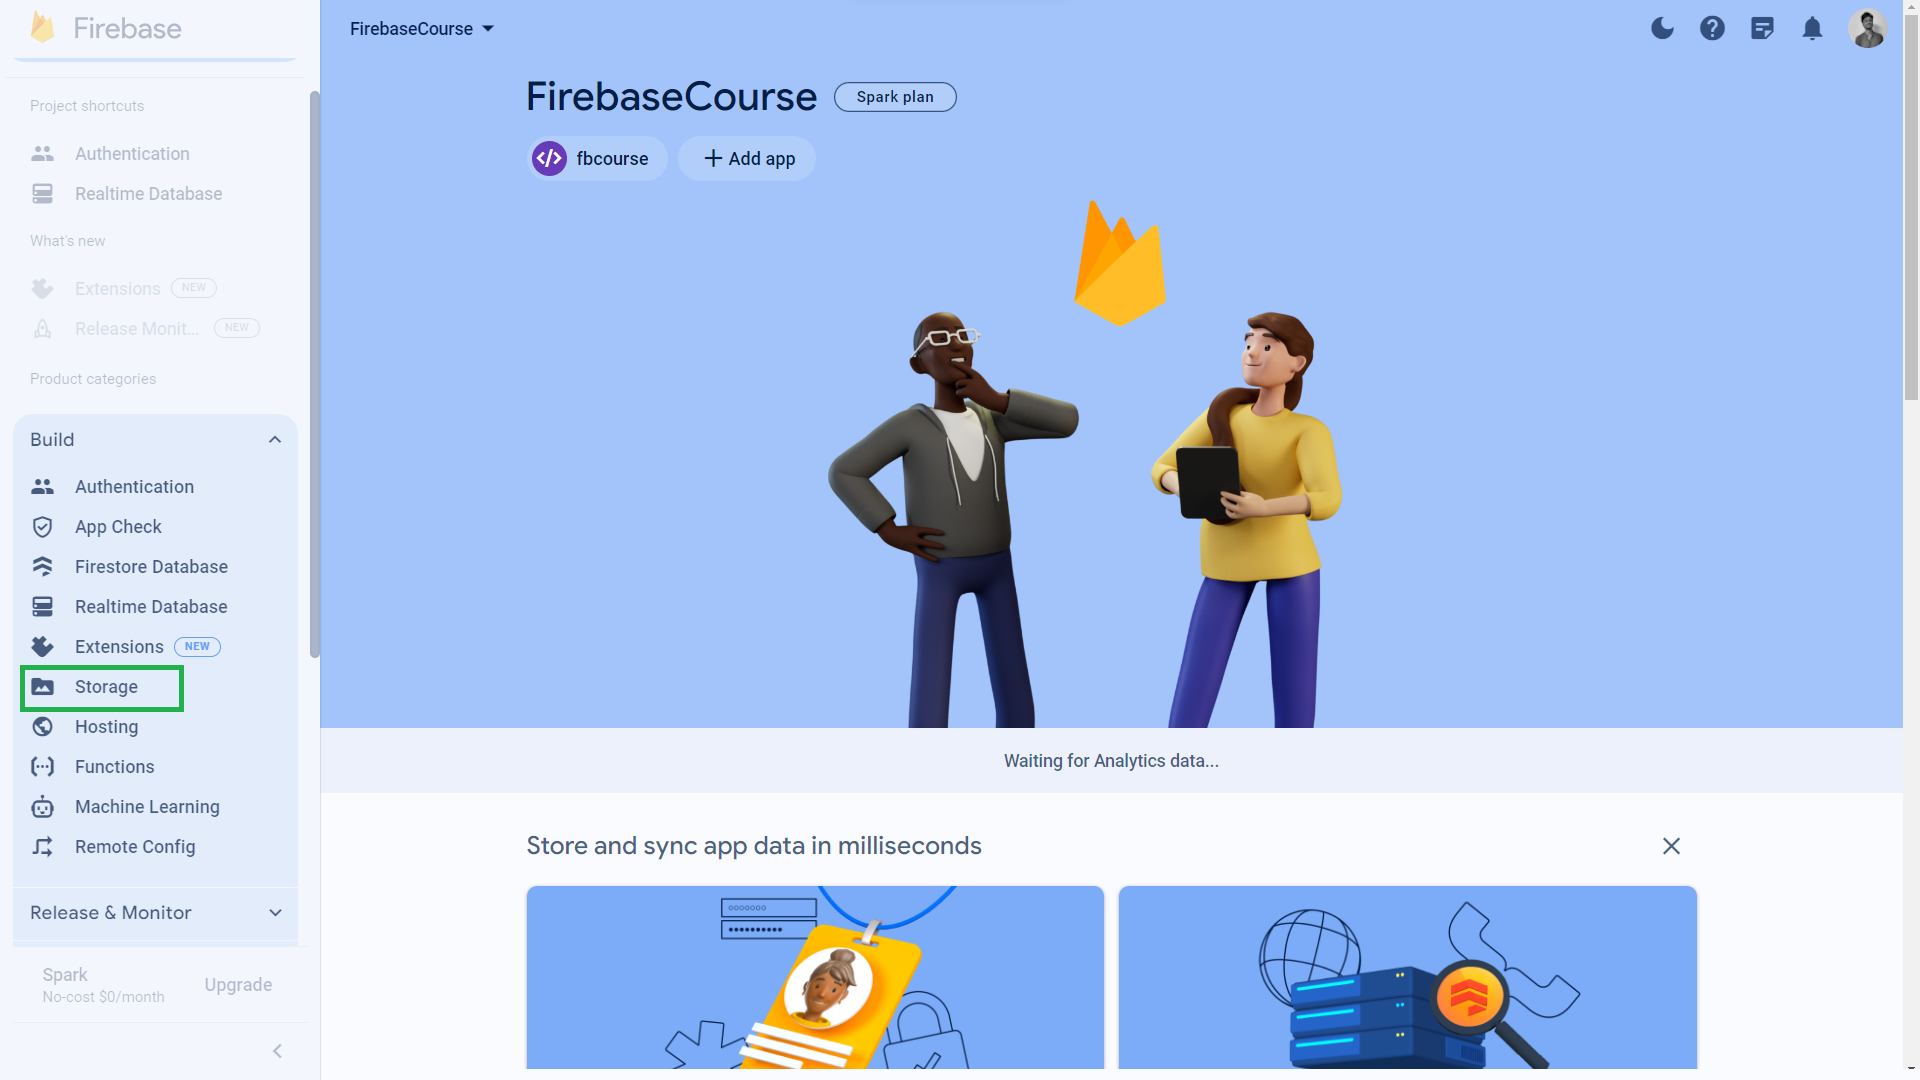 Firebase
Project shortcuts
Authentication
Realtime Database
What's new
Extensions NEW
Release Monit... NEW
Product categories
Build
Authentication
App Check
Firestore Database
Realtime Database
Extensions NEW
Storage
Hosting
Functions
Machine Learning
Remote Config
Release & Monitor
Spark
No-cost $0/month
Upgrade
FirebaseCourse
FirebaseCourse Spark plan
fbcourse
Add app
Waiting for Analytics data...
Store and sync app data in milliseconds